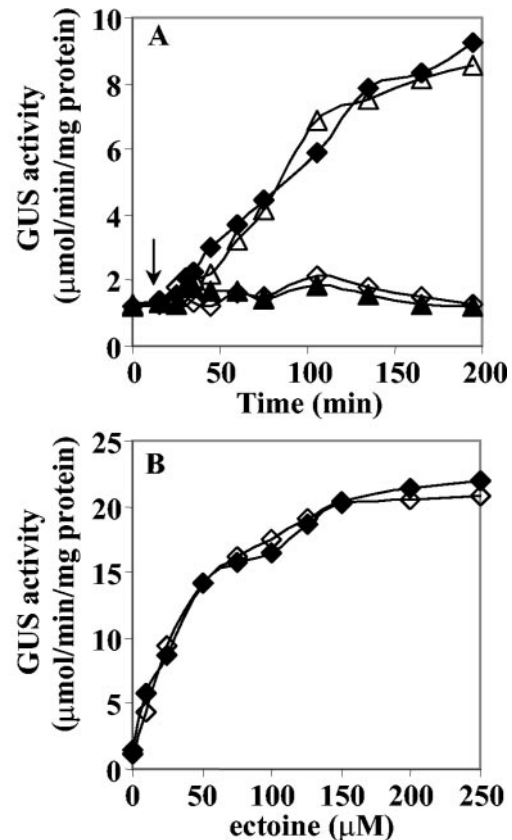 A
GUS activity
(μmol/min/mg protein)
10
8
6
4
2
0
0 50 100 150 200
Time (min)
B
GUS activity
(μmol/min/mg protein)
25
20
15
10
5
0
0 50 100 150 200 250
ectoine (μM)